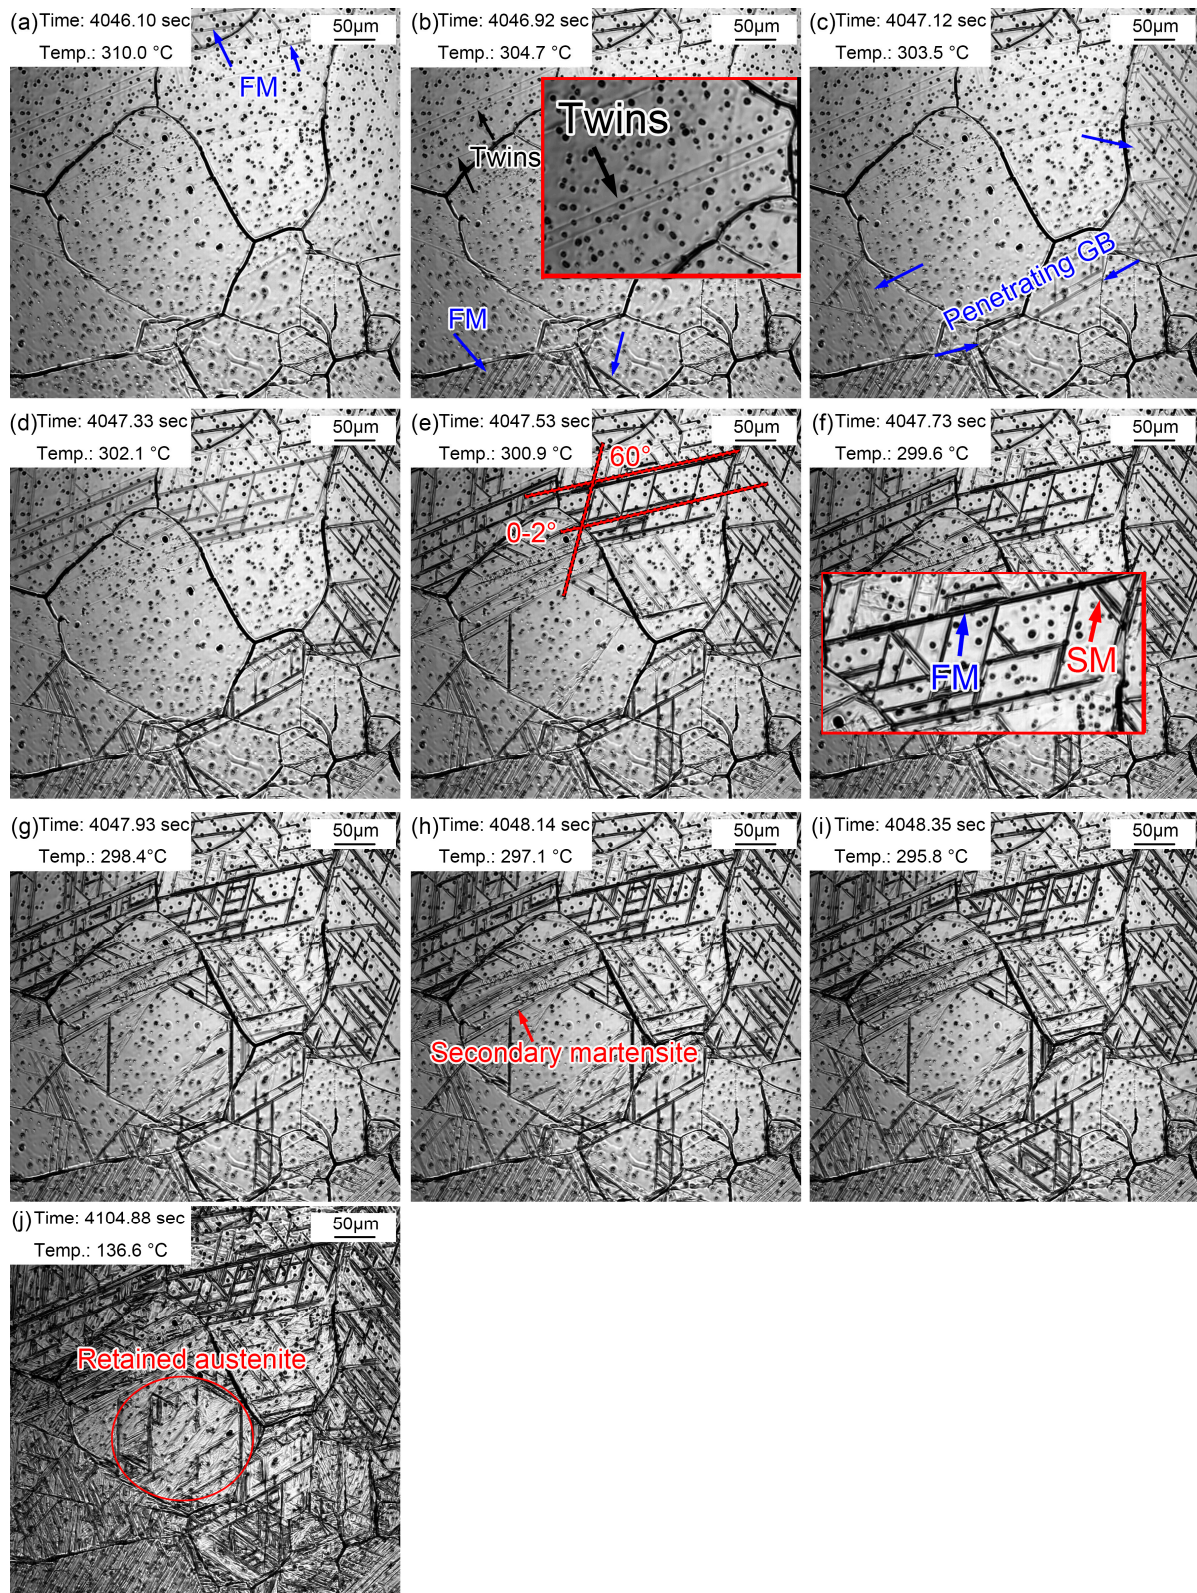 (a) Time: 4046.10 sec
Temp.: 310.0 °C
50μm
FM
(b) Time: 4046.92 sec
Temp.: 304.7 °C
50μm
Twins
Twins
FM
(c) Time: 4047.12 sec
Temp.: 303.5 °C
50μm
Penetrating GB
(d) Time: 4047.33 sec
Temp.: 302.1 °C
50μm
(e) Time: 4047.53 sec
Temp.: 300.9 °C
50μm
60°
0-2°
(f) Time: 4047.73 sec
Temp.: 299.6 °C
50μm
FM
SM
(g) Time: 4047.93 sec
Temp.: 298.4°C
50μm
(h) Time: 4048.14 sec
Temp.: 297.1 °C
50μm
Secondary martensite
(i) Time: 4048.35 sec
Temp.: 295.8 °C
50μm
(j) Time: 4104.88 sec
Temp.: 136.6 °C
50μm
Retained austenite